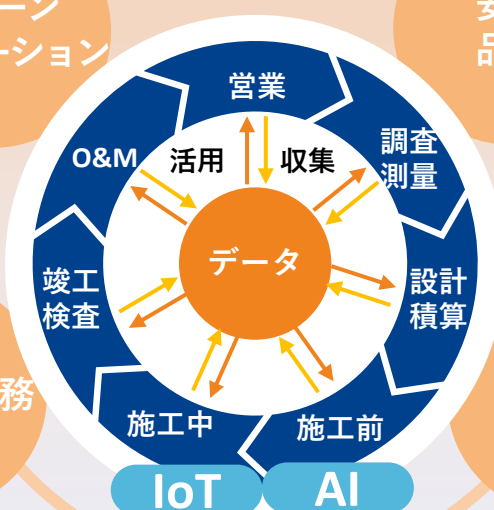 ーン
ーション
営業
調査
測量
設計
積算
施工前
施工中
竣工
検査
O&M
活用
収集
データ
務
IoT
AI